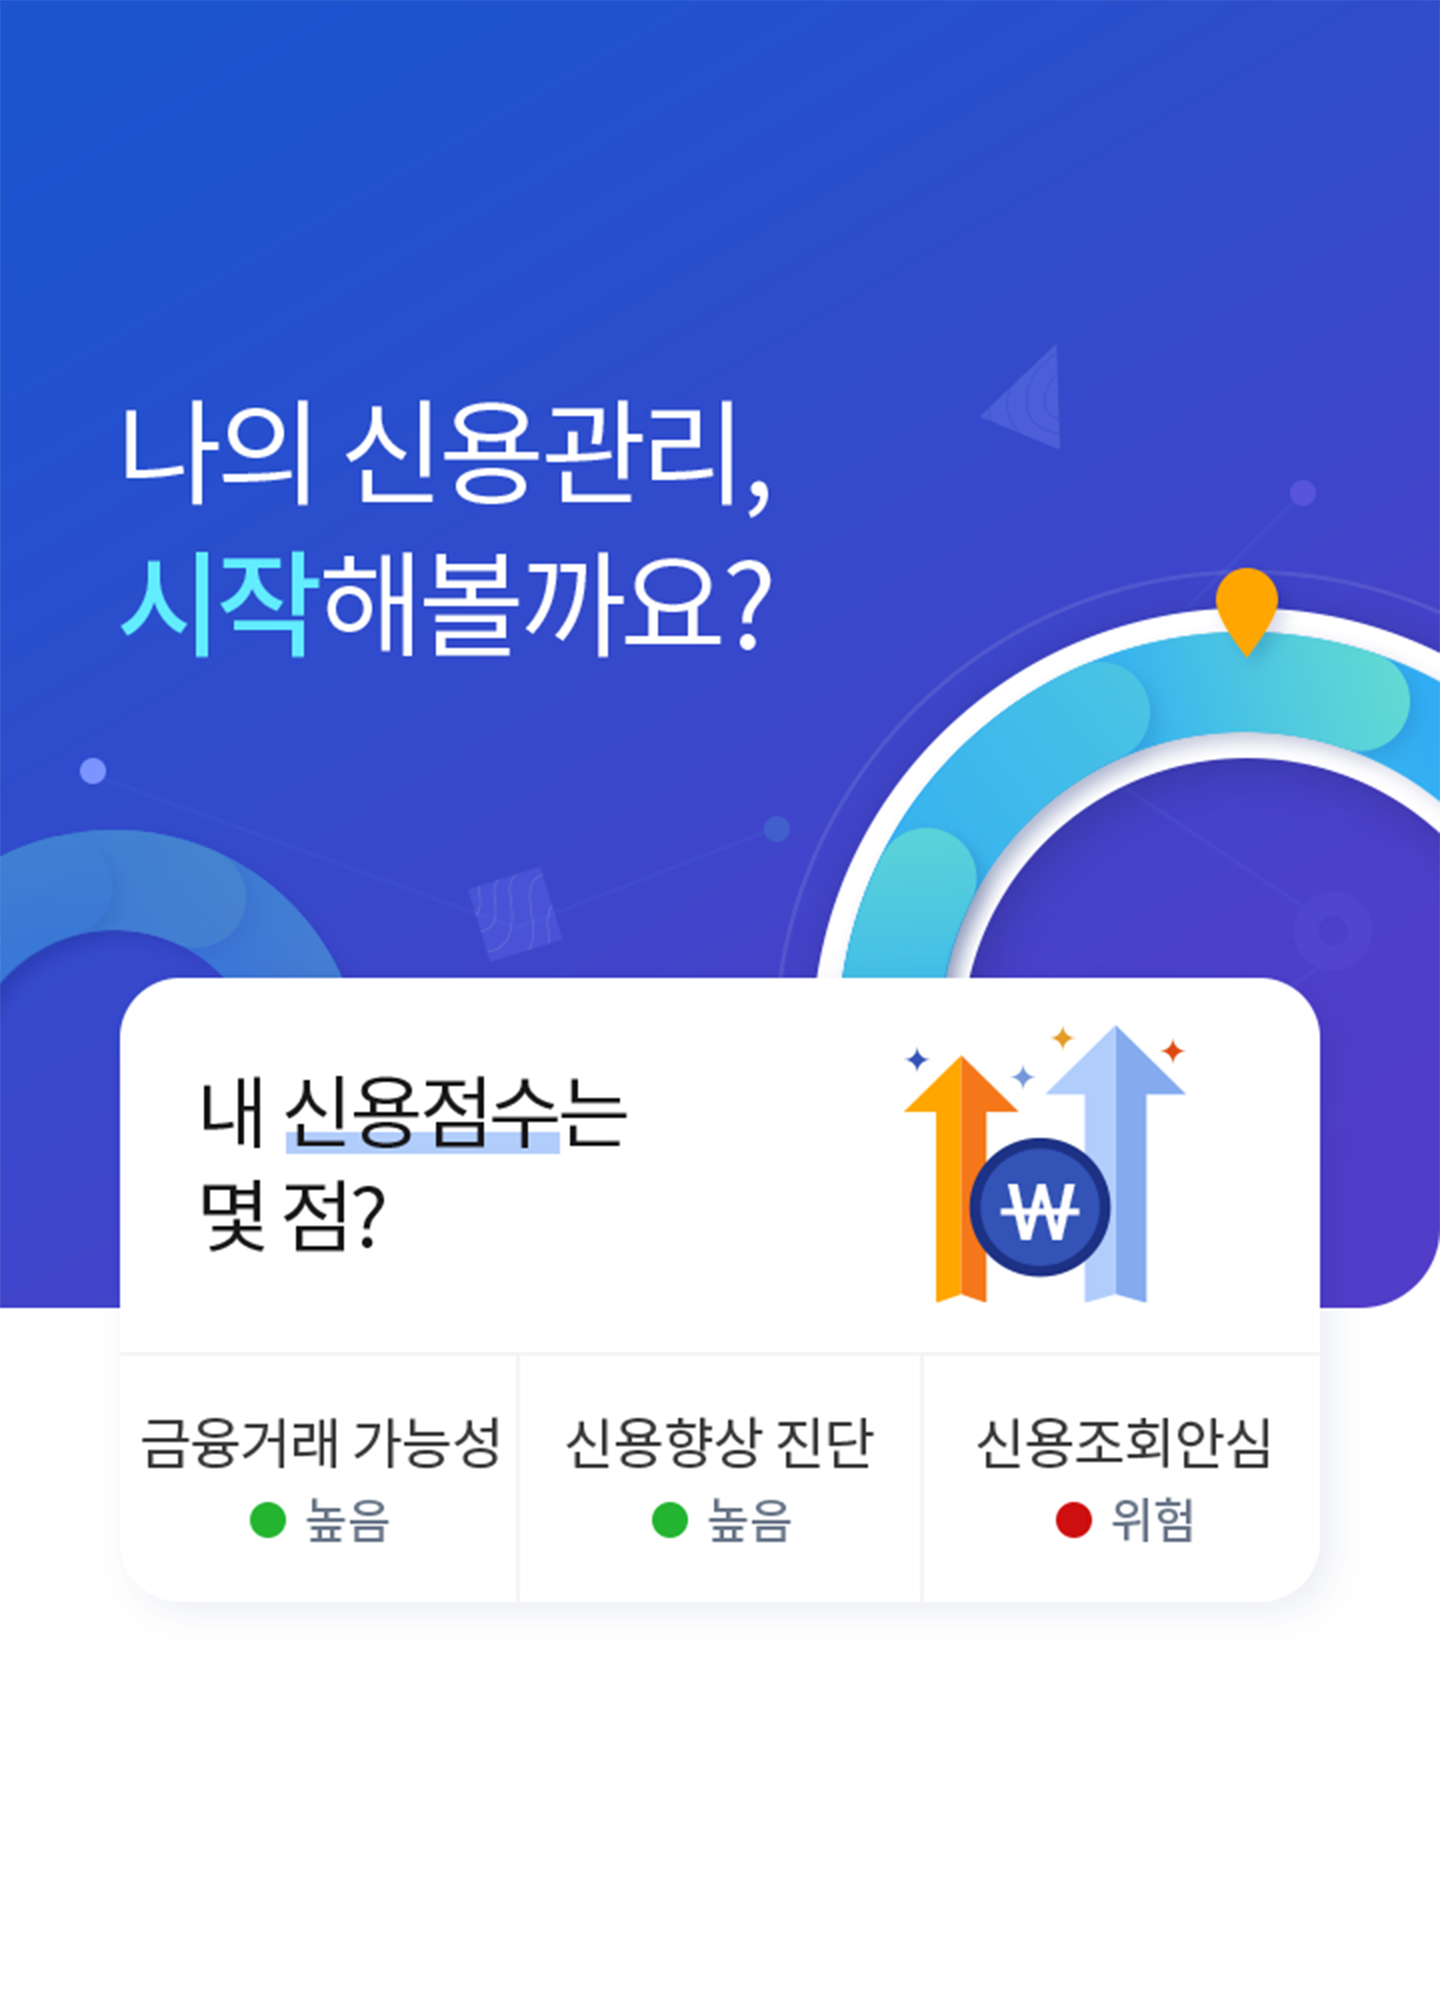 나의 신용관리,
시작해볼까요?
내 신용점수는
몇 점?
₩
금융거래 가능성
높음
신용향상 진단
높음
신용조회안심
위험